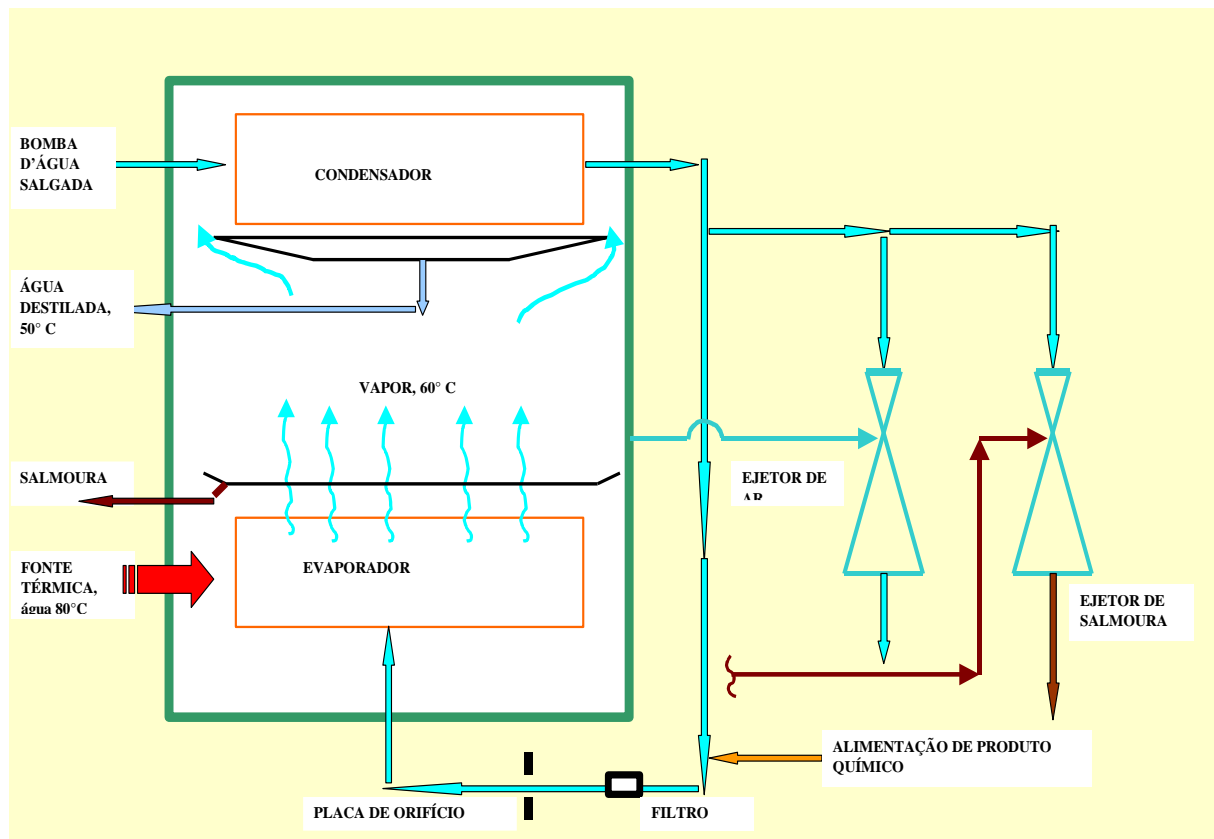 BOMBA
D'ÁGUA
SALGADA
CONDENSADOR
ÁGUA
DESTILADA,
50° C
VAPOR, 60° C
SALMOURA
EJETOR DE
AR
FONTE
TÉRMICA,
água 80°C
EVAPORADOR
EJETOR DE
SALMOURA
ALIMENTAÇÃO DE PRODUTO
QUÍMICO
PLACA DE ORIFÍCIO
FILTRO